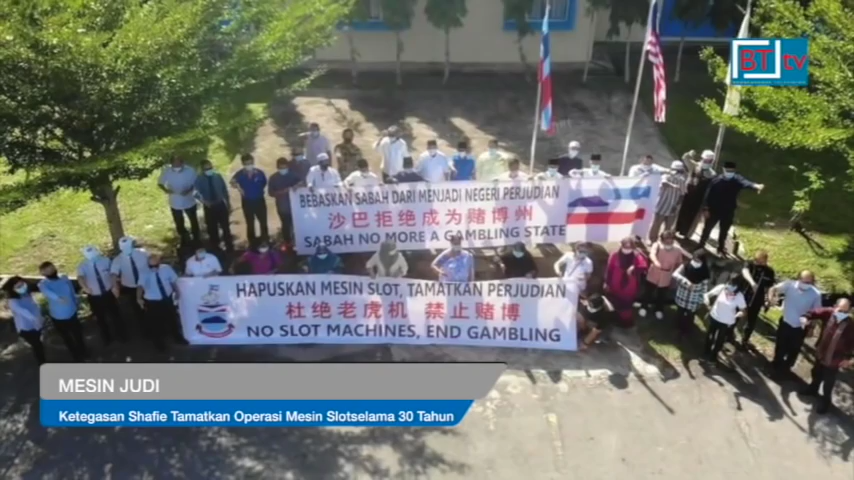 BT tv
BEBASKAN SABAH DARI MENJADI NEGERI PERJUDIAN
沙巴拒绝成为赌博州
SABAH NO MORE A GAMBLING STATE
HAPUSKAN MESIN SLOT, TAMATKAN PERJUDIAN
杜绝老虎机 禁止赌博
NO SLOT MACHINES, END GAMBLING
MESIN JUDI
Ketegasan Shafie Tamatkan Operasi Mesin Slotselama 30 Tahun